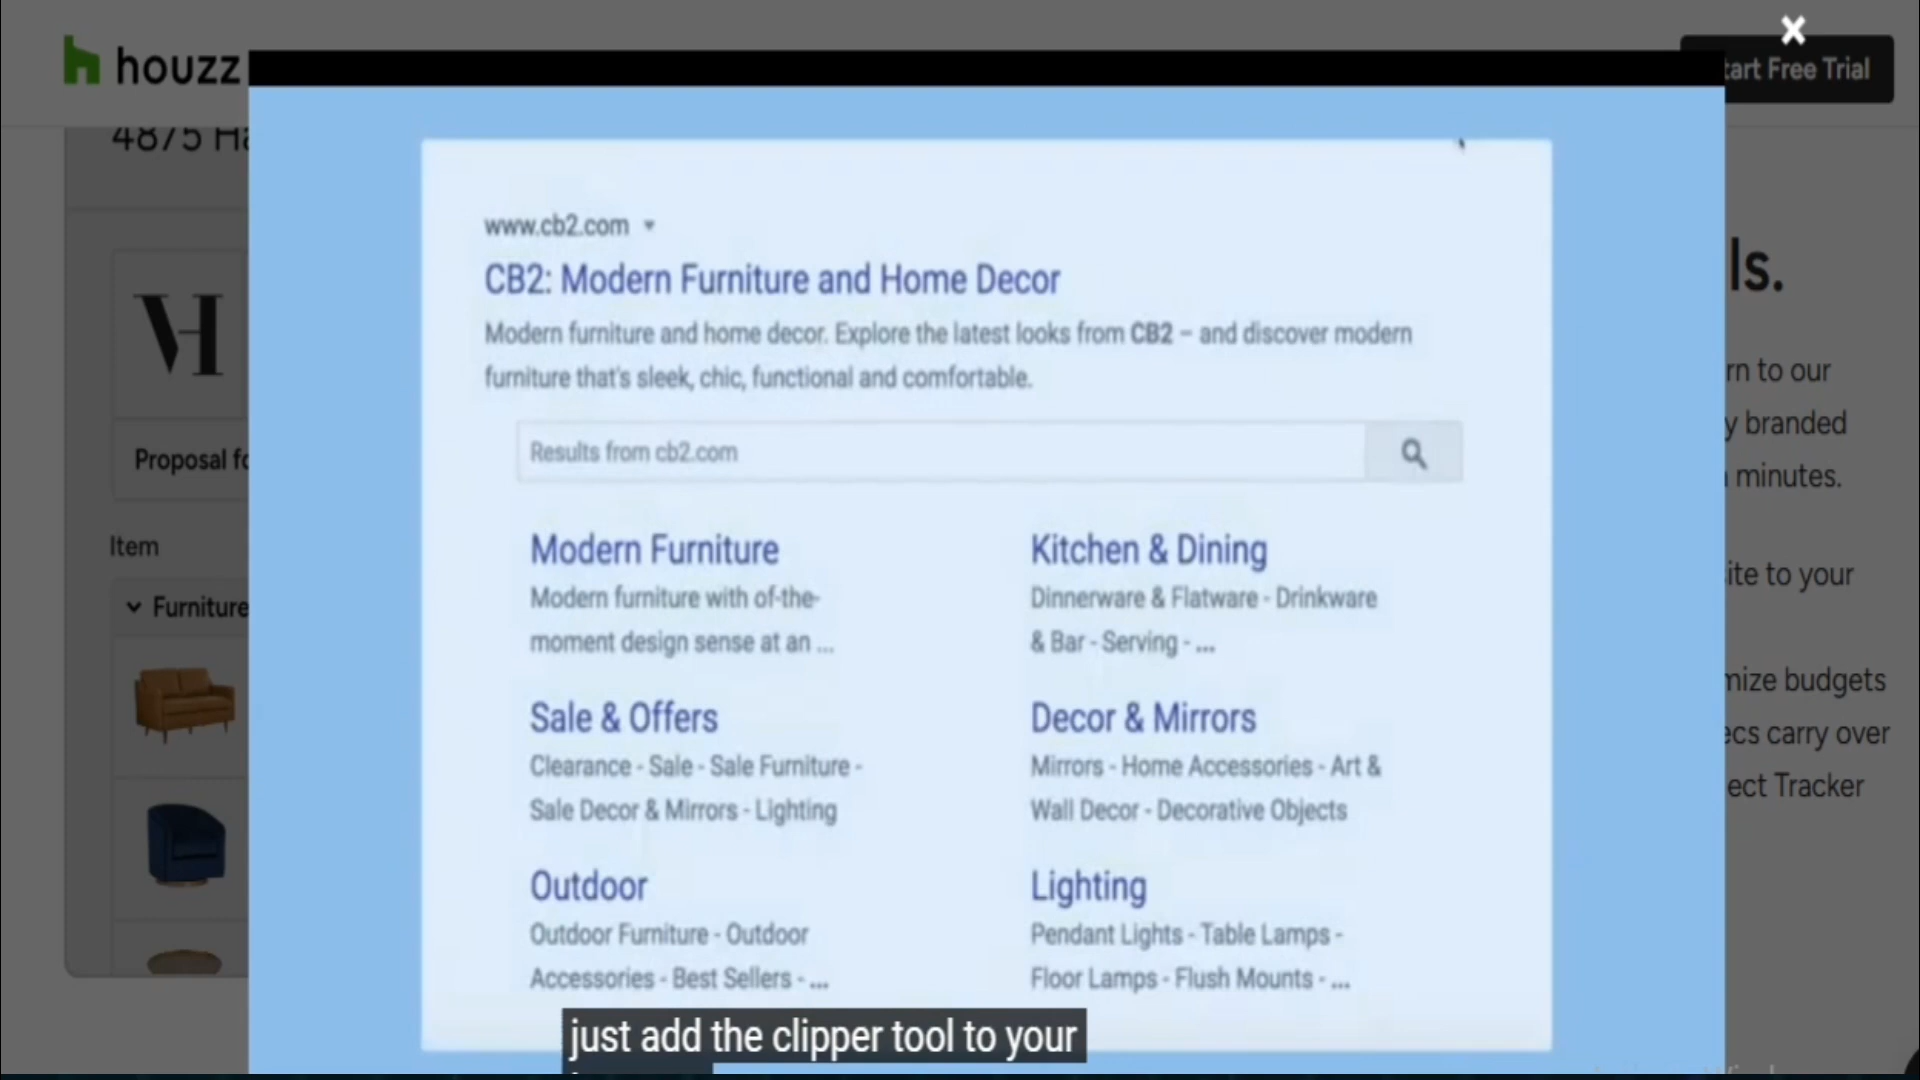 houzz
Start Free Trial
4875
VH
www.cb2.com
CB2: Modern Furniture and Home Decor
Modern furniture and home decor. Explore the latest looks from CB2 – and discover modern
furniture that's sleek, chic, functional and comfortable.
Results from cb2.com
Modern Furniture
Modern furniture with of-the-
moment design sense at an ...
Kitchen & Dining
Dinnerware & Flatware - Drinkware
& Bar - Serving - ...
Sale & Offers
Clearance - Sale - Sale Furniture -
Sale Decor & Mirrors - Lighting
Decor & Mirrors
Mirrors - Home Accessories - Art &
Wall Decor - Decorative Objects
Outdoor
Outdoor Furniture - Outdoor
Accessories - Best Sellers - ...
Lighting
Pendant Lights - Table Lamps -
Floor Lamps - Flush Mounts - ...
just add the clipper tool to your
Proposal
Item
Furniture
ls.
rn to our
y branded
minutes.
ite to your
mize budgets
ecs carry over
ect Tracker